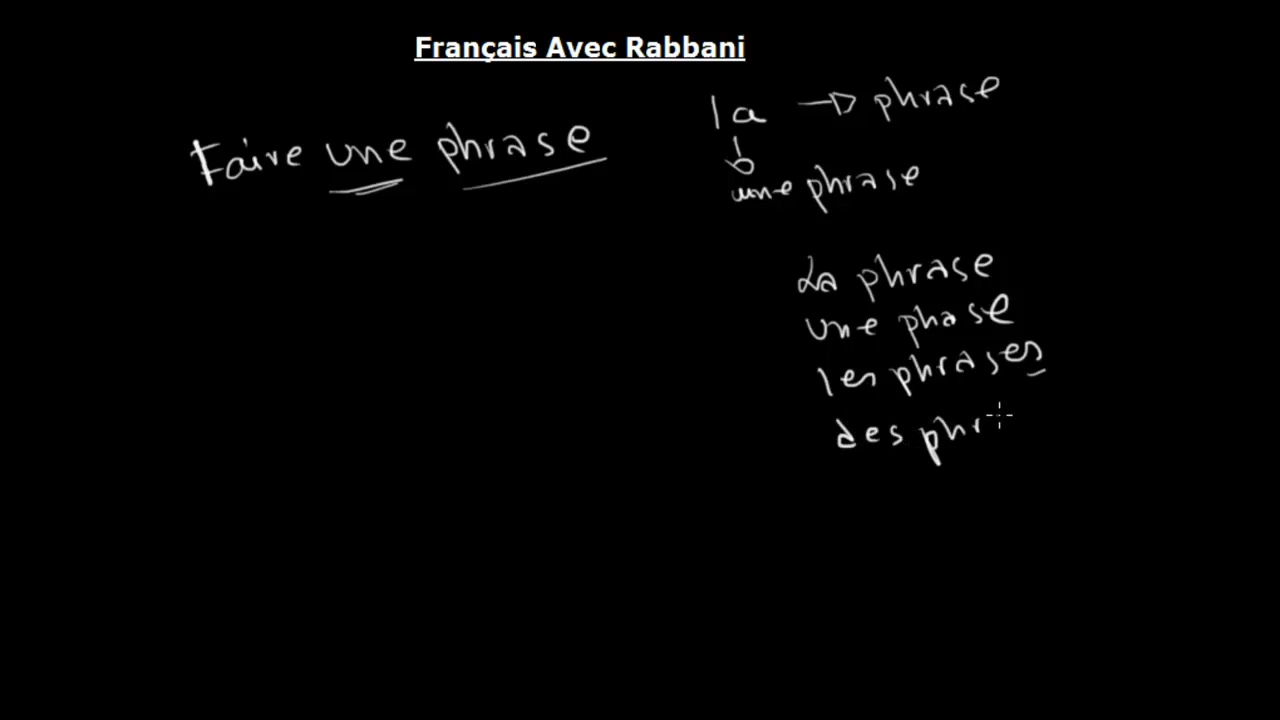 Français Avec Rabbani
Faire une phrase
la → phrase
une phrase
La phrase
une phase
les phrases
des phr